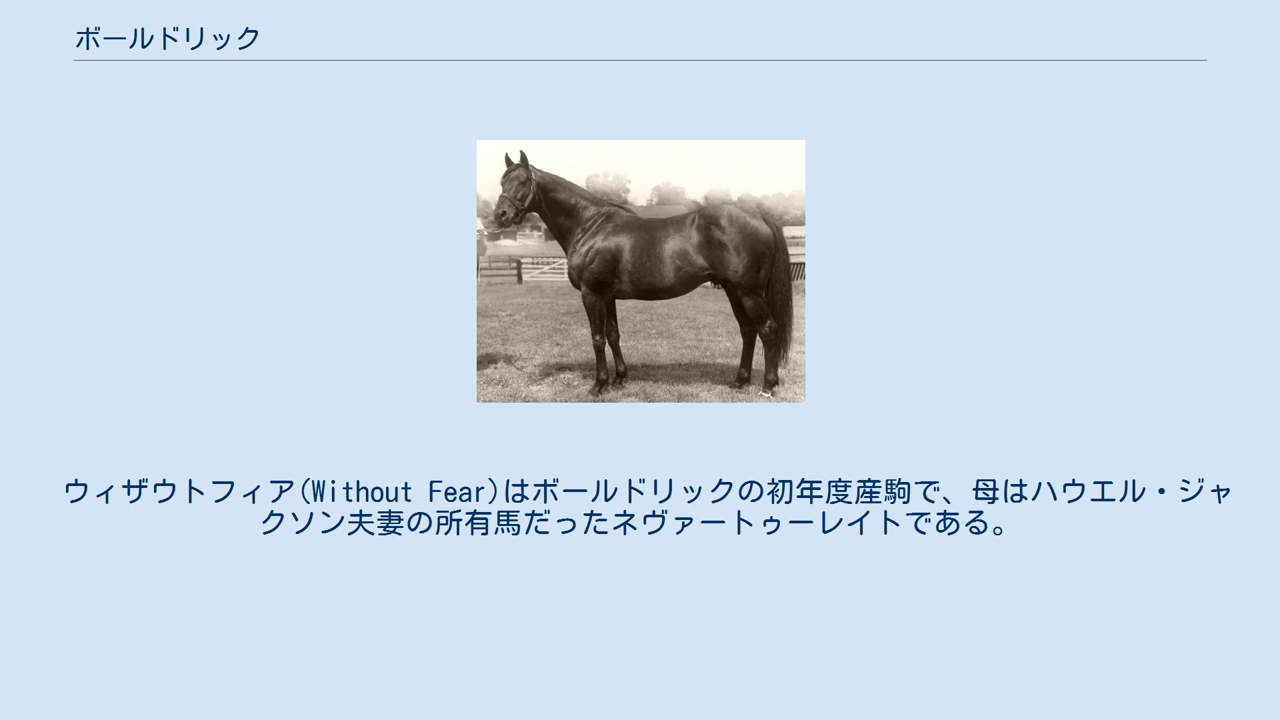 ボールドリック
ウィザウトフィア(Without Fear)はボールドリックの初年度産駒で、母はハウエル・ジャ
クソン夫妻の所有馬だったネヴァートゥーレイトである。